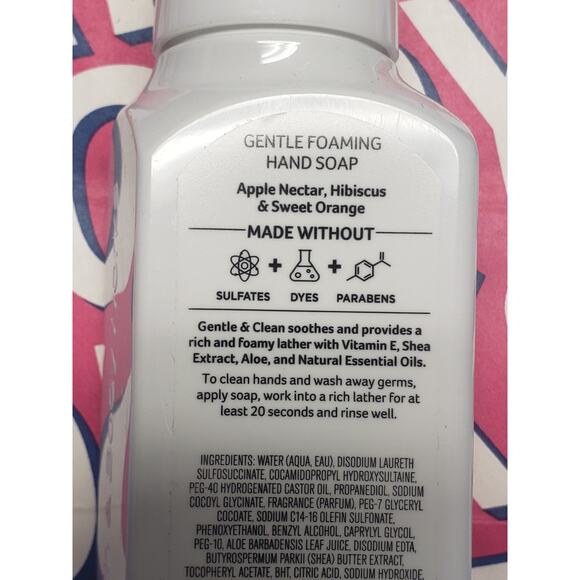 GENTLE FOAMING
HAND SOAP
Apple Nectar, Hibiscus
& Sweet Orange
MADE WITHOUT
+ +
SULFATES DYES PARABENS
Gentle & Clean soothes and provides a
rich and foamy lather with Vitamin E, Shea
Extract, Aloe, and Natural Essential Oils.
To clean hands and wash away germs,
apply soap, work into a rich lather for at
least 20 seconds and rinse well.
INGREDIENTS: WATER (AQUA, EAU), DISODIUM LAURETH
SULFOSUCCINATE, COCAMIDOPROPYL HYDROXYSULTAINE,
PEG-40 HYDROGENATED CASTOR OIL, PROPANEDIOL, SODIUM
COCOYL GLYCINATE, FRAGRANCE (PARFUM), PEG-7 GLYCERYL
COCOATE, SODIUM C14-16 OLEFIN SULFONATE,
PHENOXYETHANOL, BENZYL ALCOHOL, CAPRYLYL GLYCOL,
PEG-10, ALOE BARBADENSIS LEAF JUICE, DISODIUM EDTA,
BUTYROSPERMUM PARKII (SHEA) BUTTER EXTRACT,
TOCOPHERYL ACETATE, BHT, CITRIC ACID, SODIUM HYDROXIDE,